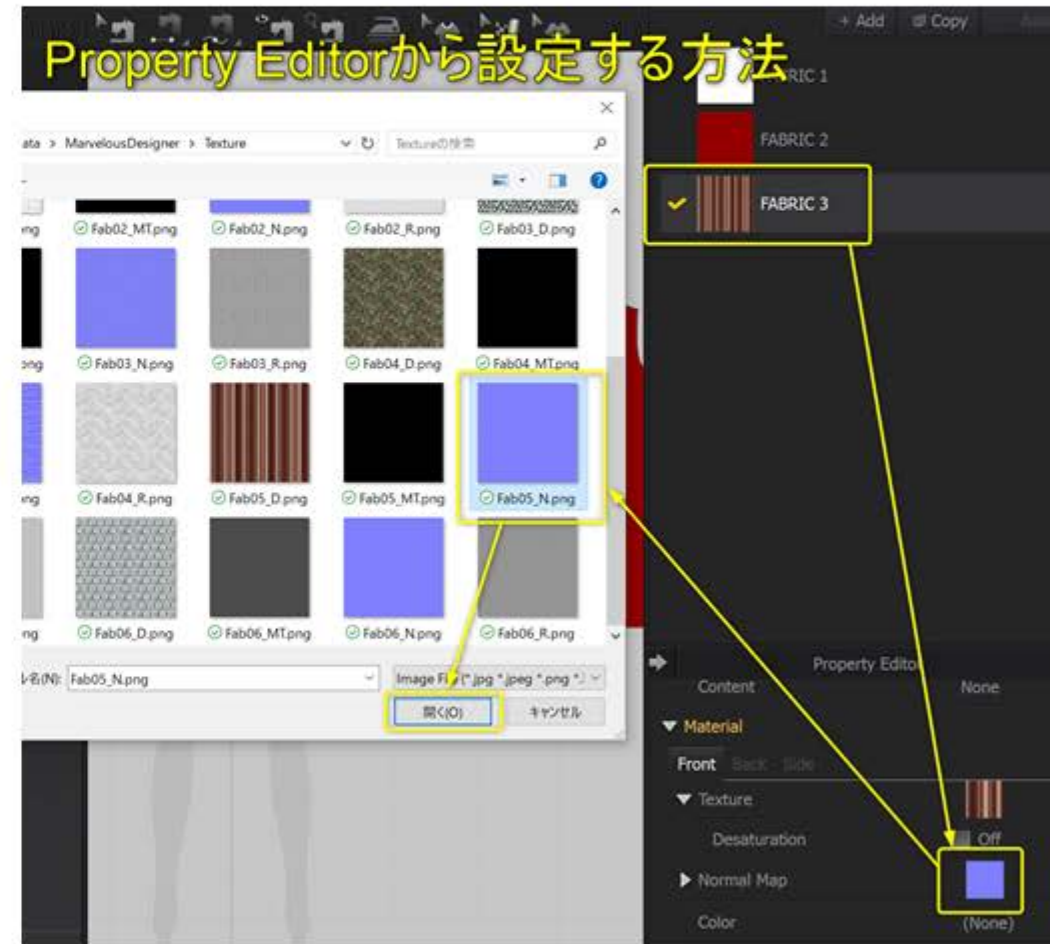 + Add Copy
Property Editorから設定する方法
FABRIC 2
FABRIC 3
ata > MarvelousDesigner > Texture Textureの検索
Fab02_MT.png Fab02_N.png Fab02_R.png Fab03_D.png
Fab03_N.png Fab03_R.png Fab04_D.png Fab04_MT.png
Fab04_R.png Fab05_D.png Fab05_MT.png Fab05_N.png
Fab06_D.png Fab06_MT.png Fab06_N.png Fab06_R.png
ル名(N): Fab05_N.png
開く(O) キャンセル
Property Editor
Content None
Material
Front Back Side
Texture
Desaturation Off
Normal Map
Color (None)